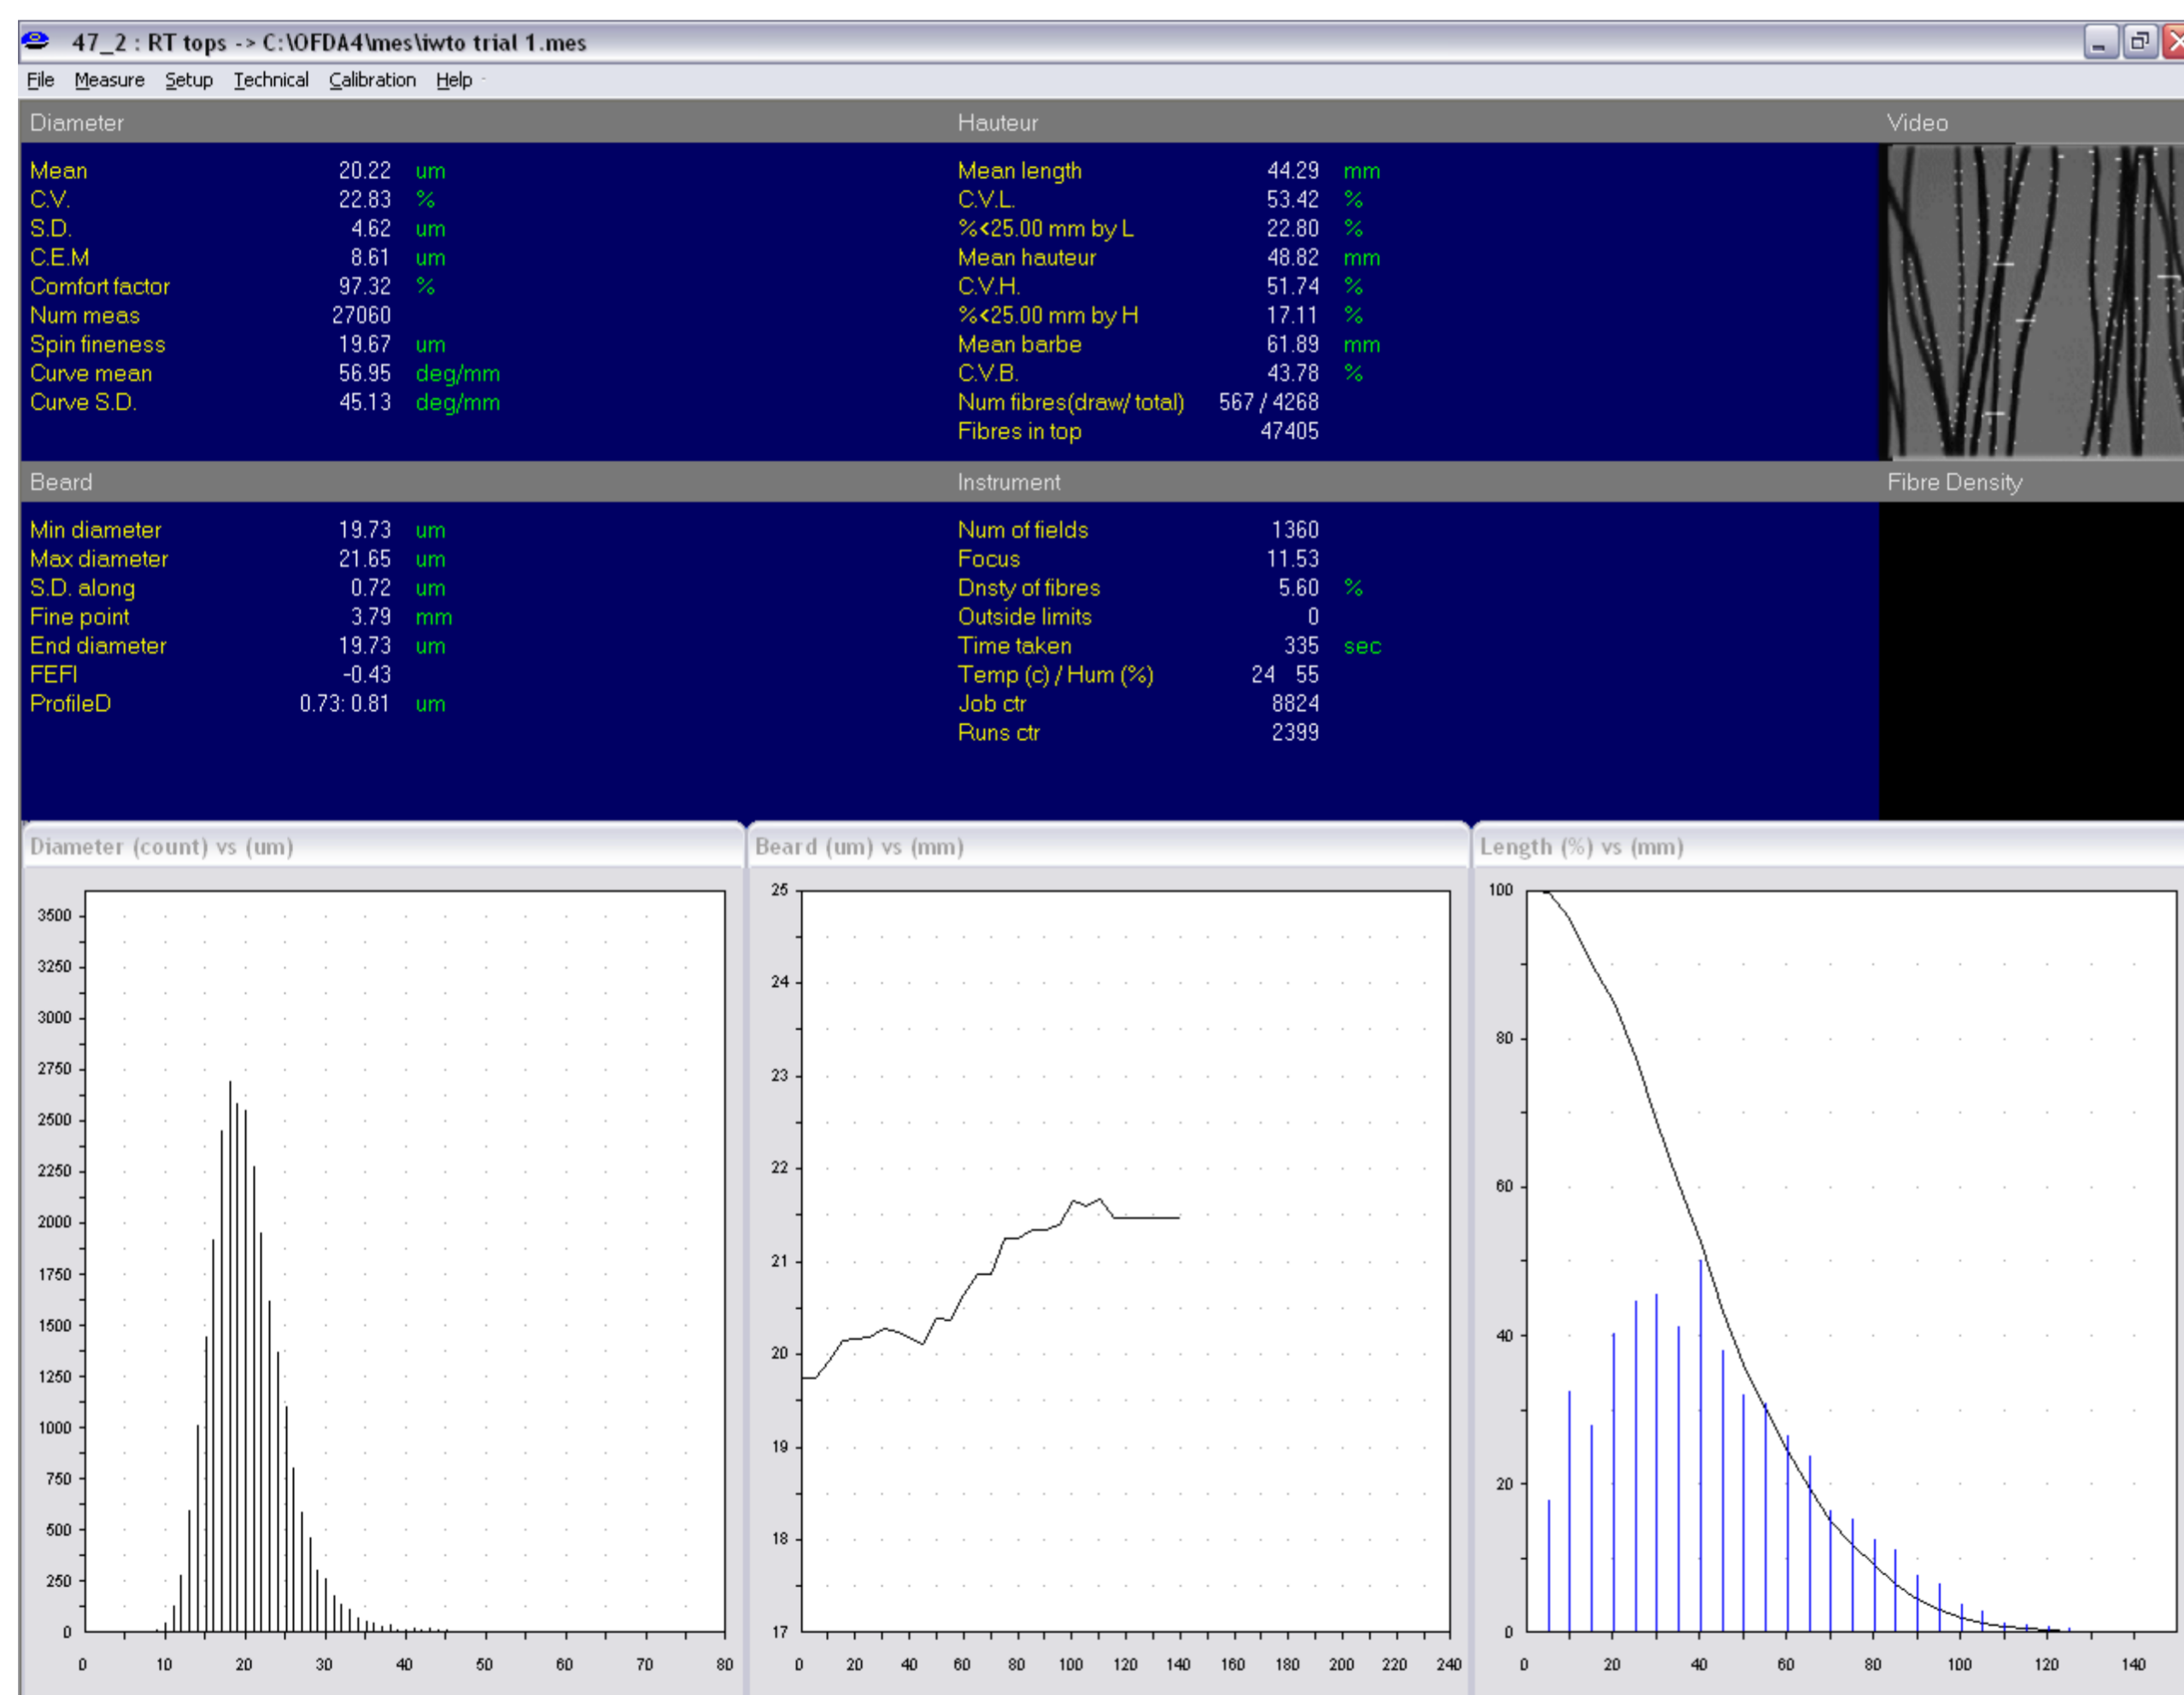 47_2 : RT tops -> C:\OFDA4\mes\iwto trial 1.mes
File Measure Setup Technical Calibration Help
Diameter
Mean 20.22 um
C.V. 22.83 %
S.D. 4.62 um
C.E.M 8.61 um
Comfort factor 97.32 %
Num meas 27060
Spin fineness 19.67 um
Curve mean 56.95 deg/mm
Curve S.D. 45.13 deg/mm
Hauteur
Mean length 44.29 mm
C.V.L. 53.42 %
%<25.00 mm by L 22.80 %
Mean hauteur 48.82 mm
C.V.H. 51.74 %
%<25.00 mm by H 17.11 %
Mean barbe 61.89 mm
C.V.B. 43.78 %
Num fibres(draw/ total) 567 / 4268
Fibres in top 47405
Video
Beard
Min diameter 19.73 um
Max diameter 21.65 um
S.D. along 0.72 um
Fine point 3.79 mm
End diameter 19.73 um
FEFI -0.43
ProfileD 0.73: 0.81 um
Instrument
Num of fields 1360
Focus 11.53
Dnsty of fibres 5.60 %
Outside limits 0
Time taken 335 sec
Temp (c) / Hum (%) 24 55
Job ctr 8824
Runs ctr 2399
Fibre Density
Diameter (count) vs (um)
3500
3250
3000
2750
2500
2250
2000
1750
1500
1250
1000
750
500
250
0
0 10 20 30 40 50 60 70 80
Beard (um) vs (mm)
25
24
23
22
21
20
19
18
17
0 20 40 60 80 100 120 140 160 180 200 220 240
Length (%) vs (mm)
100
80
60
40
20
0
0 20 40 60 80 100 120 140